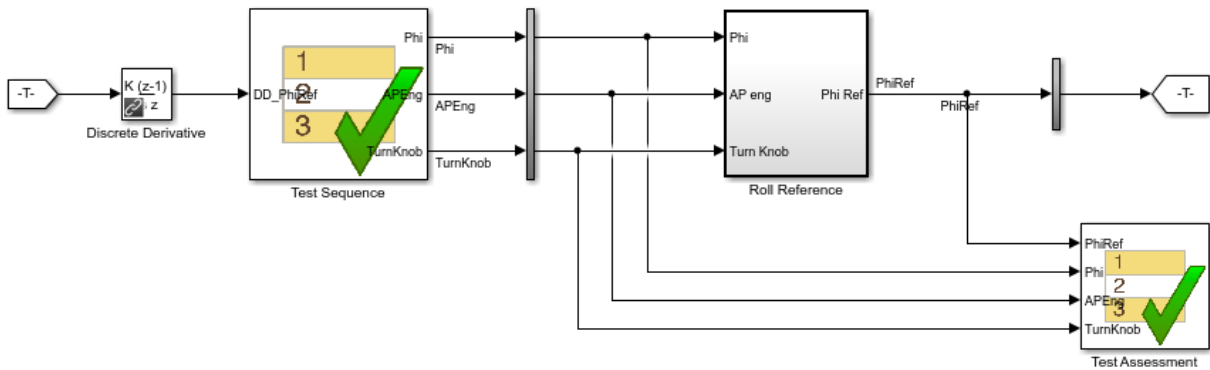 -T-
K (z-1)
z
Discrete Derivative
DD_PhiRef
1
2
3
Phi
APEng
TurnKnob
Test Sequence
Phi
APEng
TurnKnob
Phi
AP eng
Turn Knob
Phi Ref
Roll Reference
PhiRef
PhiRef
-T-
PhiRef
Phi
APEng
TurnKnob
1
2
3
Test Assessment